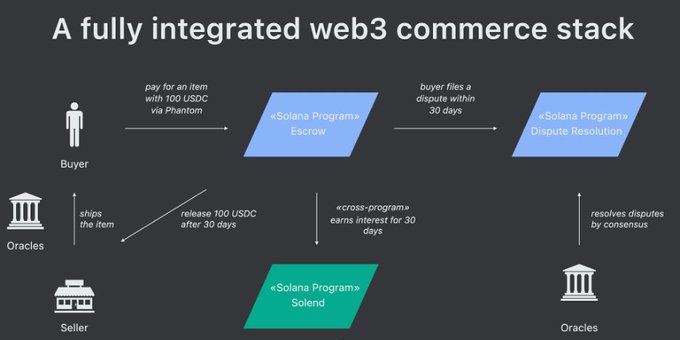 A fully integrated web3 commerce stack
pay for an item
with 100 USDC
via Phantom
buyer files a
dispute within
30 days
«Solana Program»
Escrow
«Solana Program»
Dispute Resolution
Buyer
ships
the item
Oracles
release 100 USDC
after 30 days
«cross-program»
earns interest for 30
days
resolves disputes
by consensus
«Solana Program»
Solend
Seller
Oracles